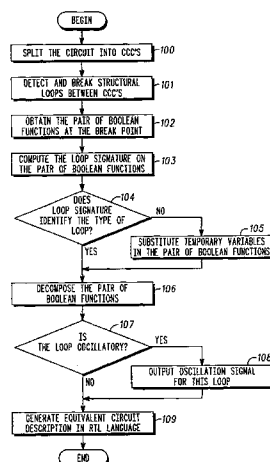 BEGIN
SPLIT THE CIRCUIT INTO CCC'S
100
DETECT AND BREAK STRUCTURAL
LOOPS BETWEEN CCC'S
101
OBTAIN THE PAIR OF BOOLEAN
FUNCTIONS AT THE BREAK POINT
102
COMPUTE THE LOOP SIGNATURE ON
THE PAIR OF BOOLEAN FUNCTIONS
103
DOES
LOOP SIGNATURE
IDENTIFY THE TYPE OF
LOOP?
104
NO
YES
105
SUBSTITUTE TEMPORARY VARIABLES
IN THE PAIR OF BOOLEAN FUNCTIONS
DECOMPOSE THE PAIR OF
BOOLEAN FUNCTIONS
106
IS
THE LOOP OSCILLATORY?
107
YES
NO
108
OUTPUT OSCILLATION SIGNAL
FOR THIS LOOP
GENERATE EQUIVALENT CIRCUIT
DESCRIPTION IN RTL LANGUAGE
109
END